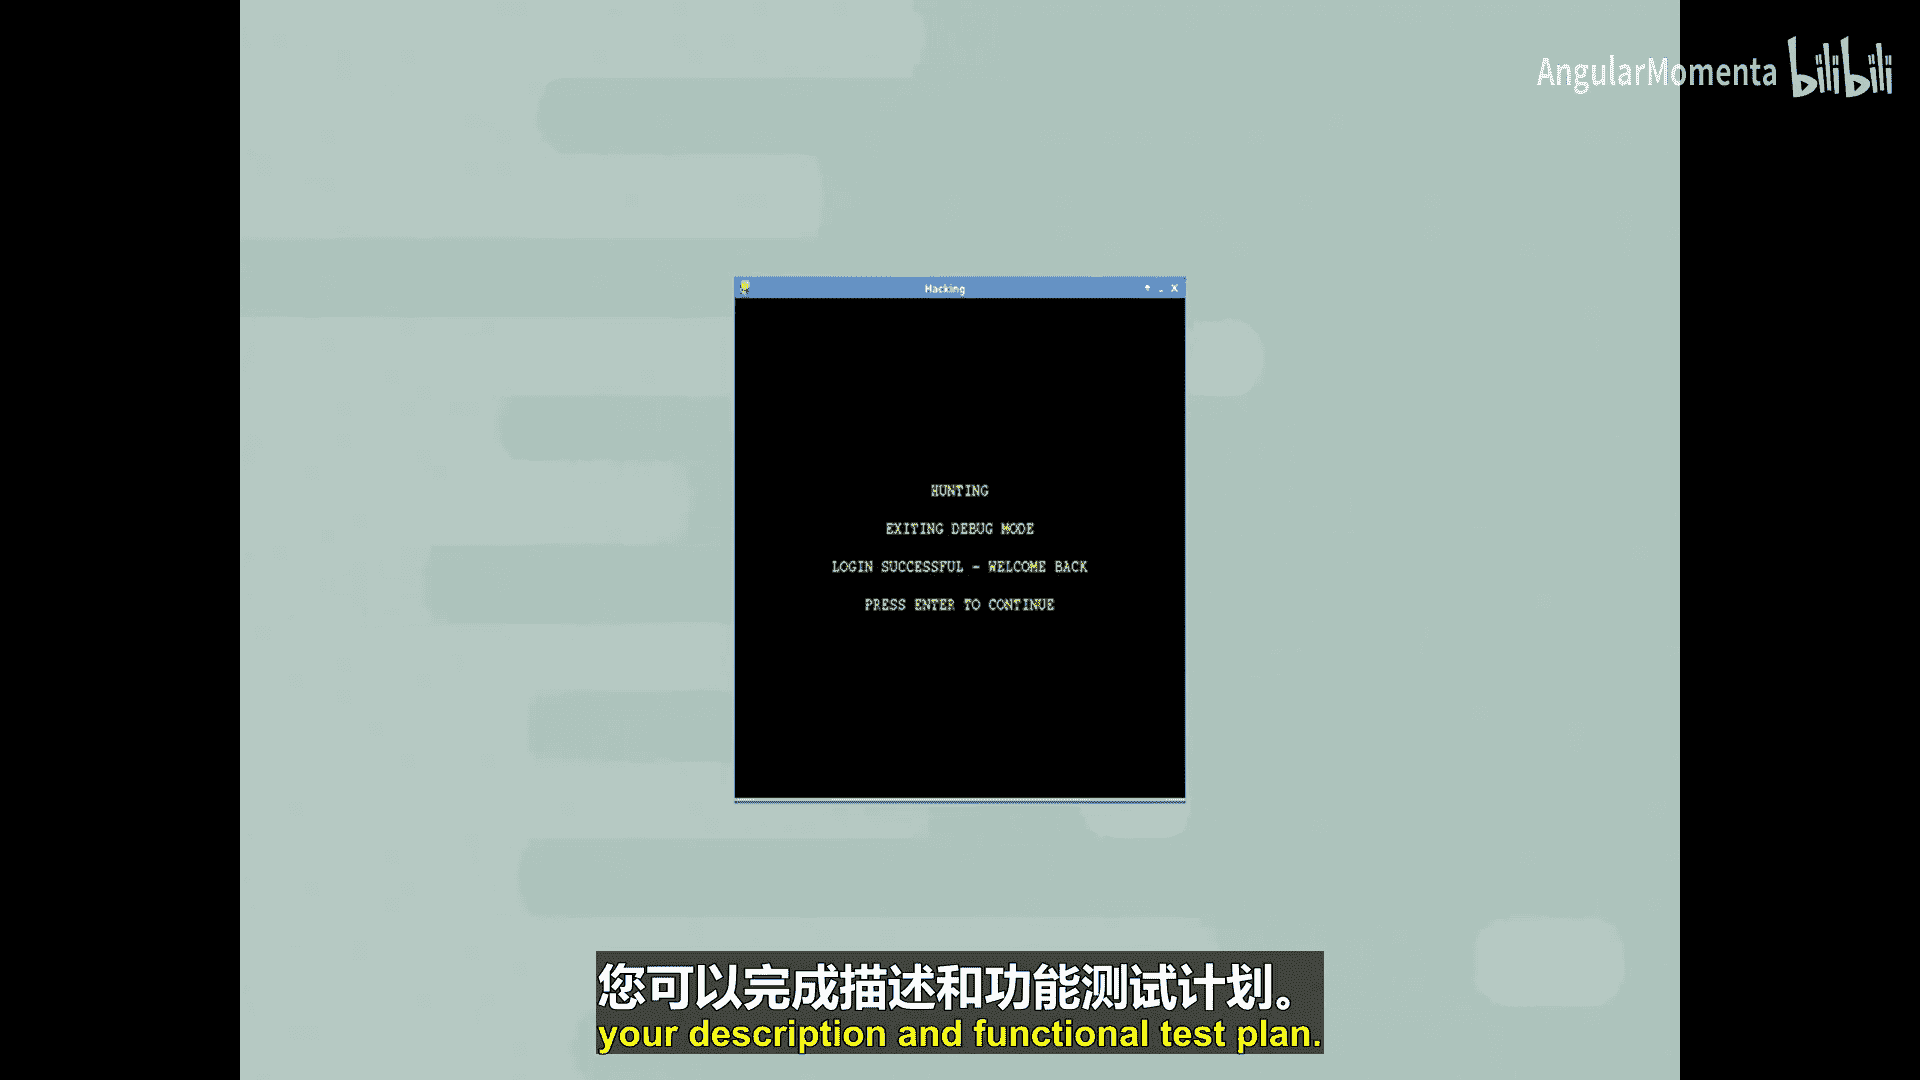 AngularMomenta bilibili
Hacking
HUNTING
EXITING DEBUG MODE
LOGIN SUCCESSFUL - WELCOME BACK
PRESS ENTER TO CONTINUE
您可以完成描述和功能测试计划。
your description and functional test plan.